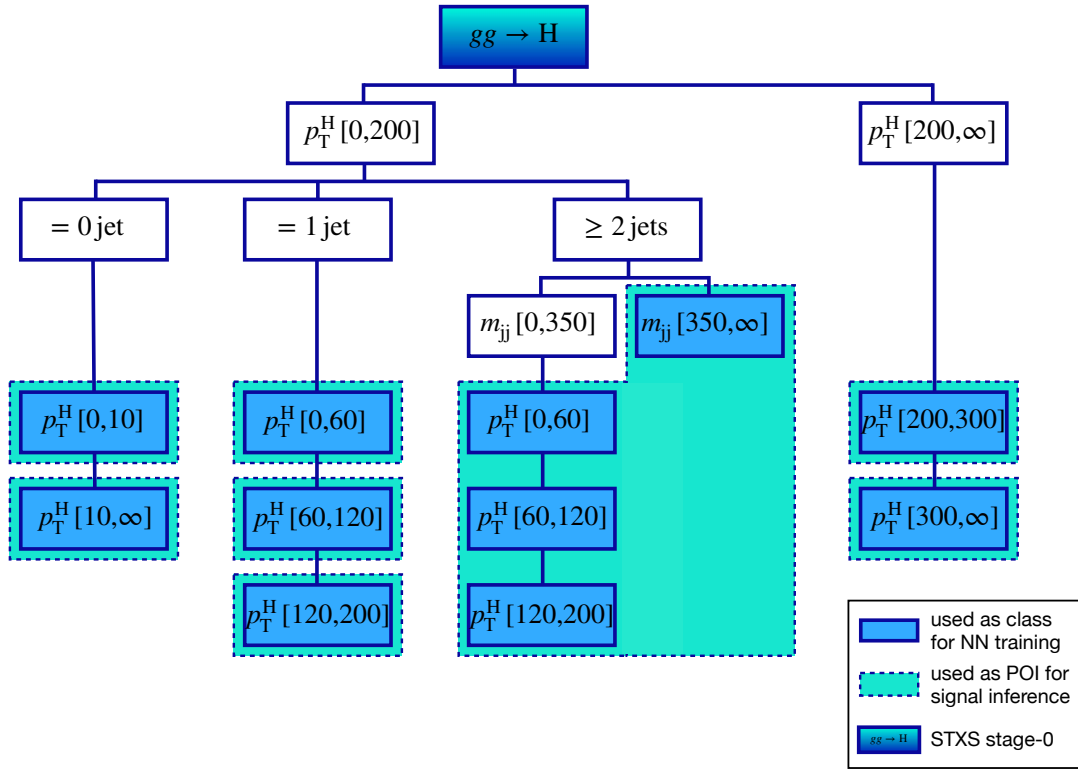 gg → H
p_T^H [0,200]
p_T^H [200,∞]
= 0 jet
= 1 jet
≥ 2 jets
m_jj [0,350]
m_jj [350,∞]
p_T^H [0,10]
p_T^H [0,60]
p_T^H [0,60]
p_T^H [200,300]
p_T^H [10,∞]
p_T^H [60,120]
p_T^H [60,120]
p_T^H [300,∞]
p_T^H [120,200]
p_T^H [120,200]
used as class
for NN training
used as POI for
signal inference
gg → H
STXS stage-0